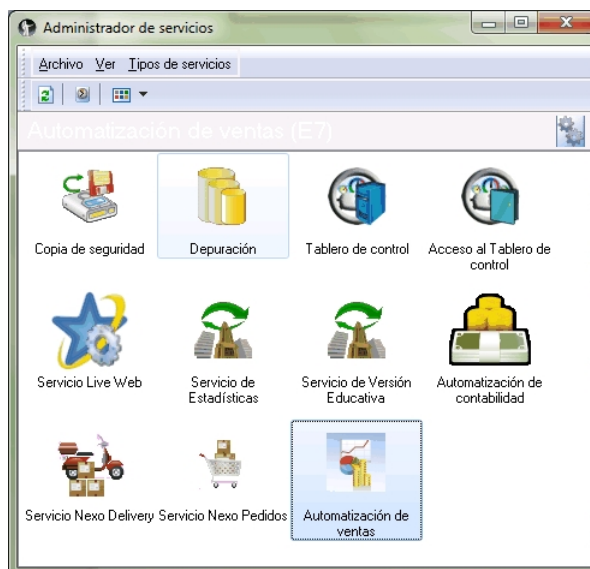 Administrador de servicios
Archivo Ver Tipos de servicios
Automatización de ventas (E7)
Copia de seguridad
Depuración
Tablero de control
Acceso al Tablero de
control
Servicio Live Web
Servicio de
Estadísticas
Servicio de Versión
Educativa
Automatización de
contabilidad
Servicio Nexo Delivery
Servicio Nexo Pedidos
Automatización de
ventas